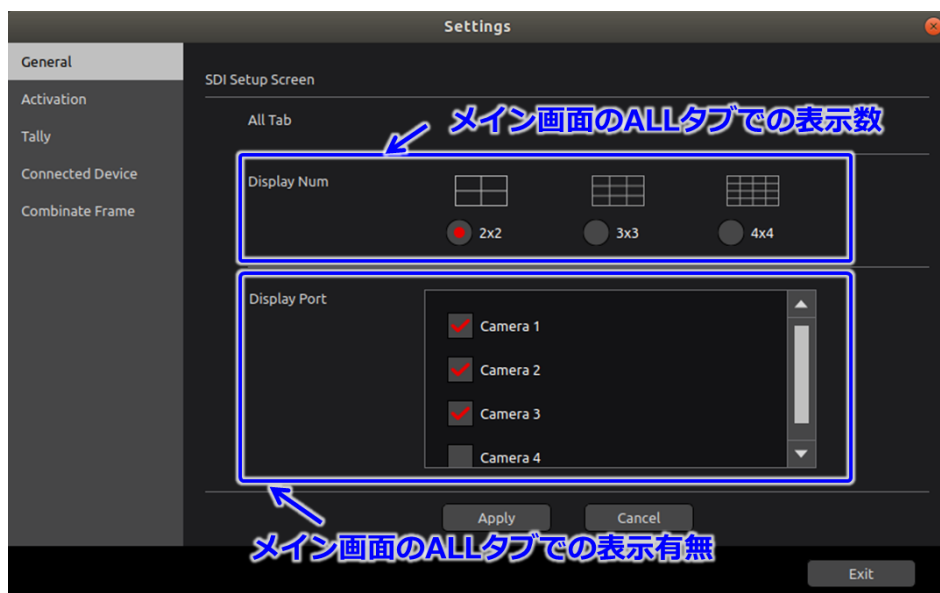 Settings
General
Activation
Tally
Connected Device
Combinate Frame
SDI Setup Screen
All Tab
メイン画面のALLタブでの表示数
Display Num
2x2
3x3
4x4
Display Port
Camera 1
Camera 2
Camera 3
Camera 4
Apply
Cancel
メイン画面のALLタブでの表示有無
Exit